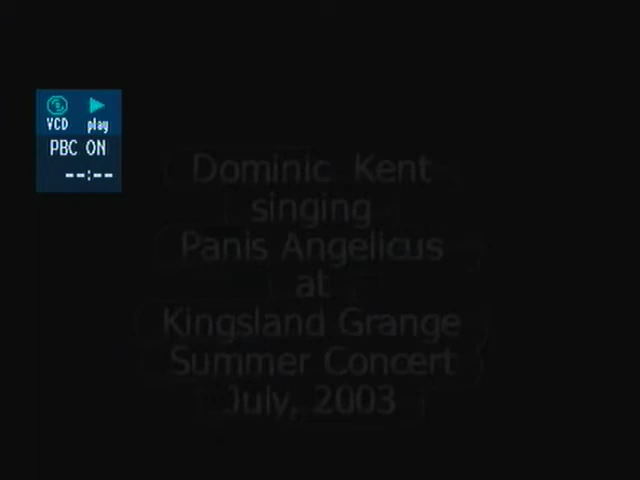 VCD play
PBC ON
--:--
Dominic Kent
singing
Panis Angelicus
at
Kingsland Grange
Summer Concert
July, 2003